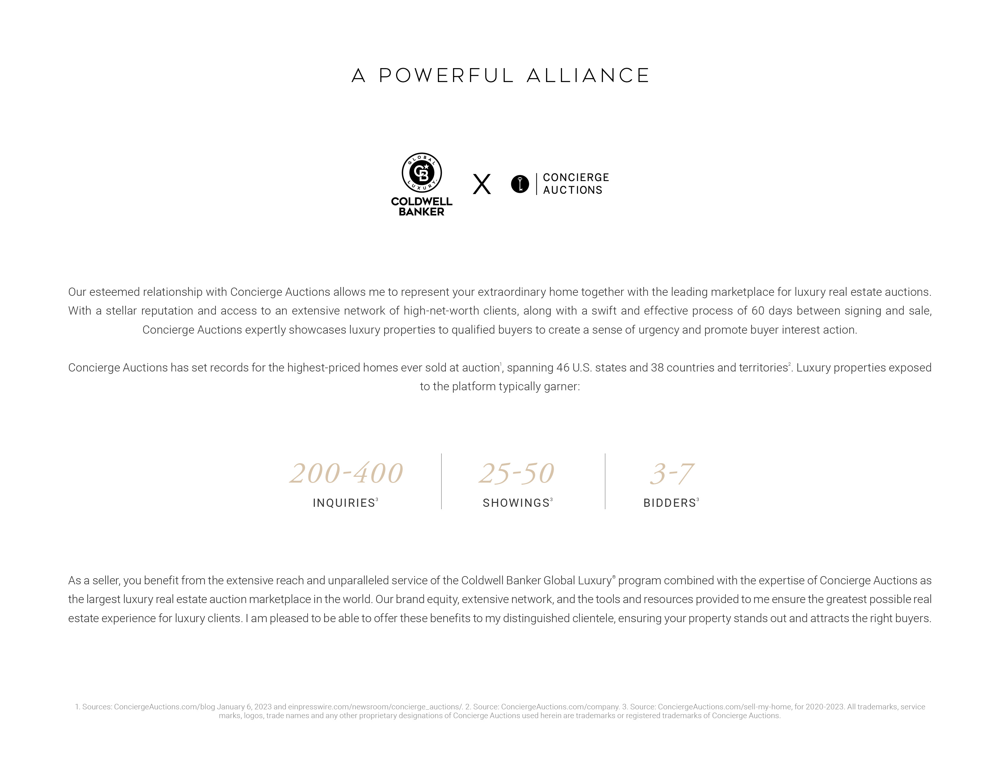 A POWERFUL ALLIANCE
GLOBAL
CB
LUXURY
COLDWELL
BANKER
X
CONCIERGE
AUCTIONS
Our esteemed relationship with Concierge Auctions allows me to represent your extraordinary home together with the leading marketplace for luxury real estate auctions.
With a stellar reputation and access to an extensive network of high-net-worth clients, along with a swift and effective process of 60 days between signing and sale,
Concierge Auctions expertly showcases luxury properties to qualified buyers to create a sense of urgency and promote buyer interest action.
Concierge Auctions has set records for the highest-priced homes ever sold at auction¹, spanning 46 U.S. states and 38 countries and territories². Luxury properties exposed
to the platform typically garner:
200-400
INQUIRIES³
25-50
SHOWINGS³
3-7
BIDDERS³
As a seller, you benefit from the extensive reach and unparalleled service of the Coldwell Banker Global Luxury® program combined with the expertise of Concierge Auctions as
the largest luxury real estate auction marketplace in the world. Our brand equity, extensive network, and the tools and resources provided to me ensure the greatest possible real
estate experience for luxury clients. I am pleased to be able to offer these benefits to my distinguished clientele, ensuring your property stands out and attracts the right buyers.
1. Sources: ConciergeAuctions.com/blog January 6, 2023 and einpresswire.com/newsroom/concierge_auctions/. 2. Source: ConciergeAuctions.com/company. 3. Source: ConciergeAuctions.com/sell-my-home, for 2020-2023. All trademarks, service
marks, logos, trade names and any other proprietary designations of Concierge Auctions used herein are trademarks or registered trademarks of Concierge Auctions.